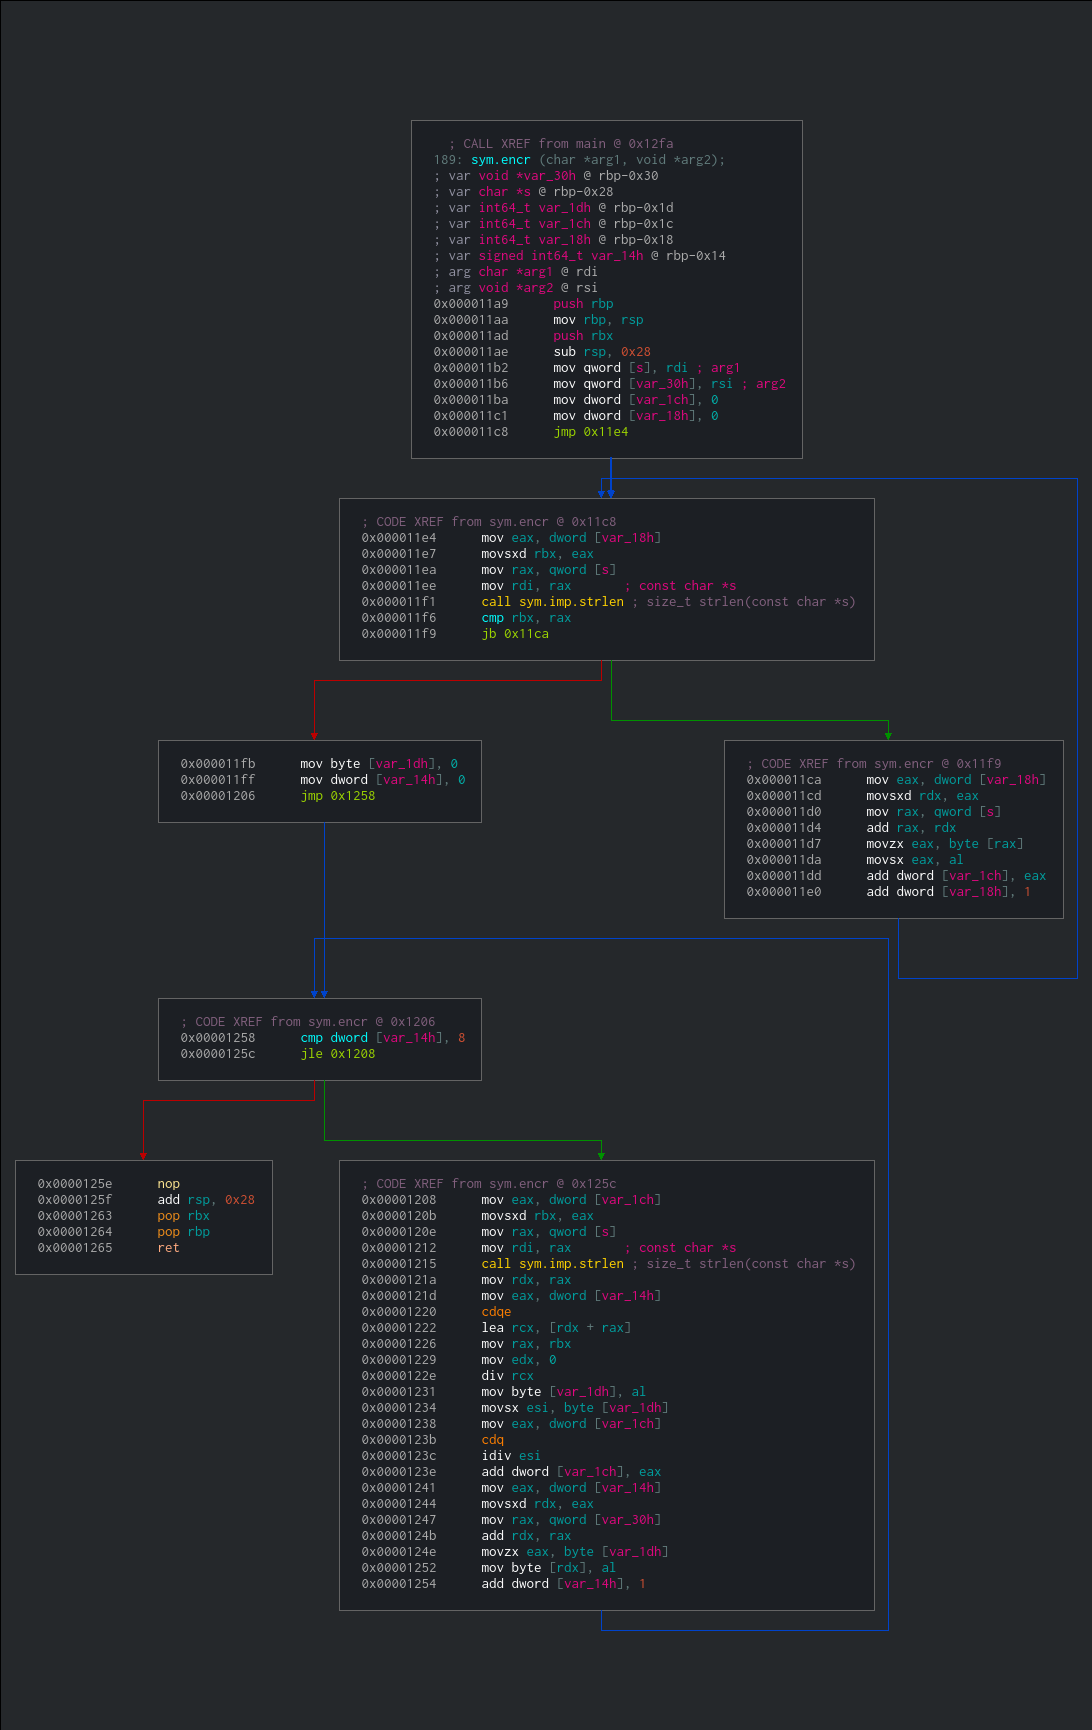 ; CALL XREF from main @ 0x12fa
189: sym.encr (char *arg1, void *arg2);
; var void *var_30h @ rbp-0x30
; var char *s @ rbp-0x28
; var int64_t var_1dh @ rbp-0x1d
; var int64_t var_1ch @ rbp-0x1c
; var int64_t var_18h @ rbp-0x18
; var signed int64_t var_14h @ rbp-0x14
; arg char *arg1 @ rdi
; arg void *arg2 @ rsi
0x000011a9 push rbp
0x000011aa mov rbp, rsp
0x000011ad push rbx
0x000011ae sub rsp, 0x28
0x000011b2 mov qword [s], rdi ; arg1
0x000011b6 mov qword [var_30h], rsi ; arg2
0x000011ba mov dword [var_1ch], 0
0x000011c1 mov dword [var_18h], 0
0x000011c8 jmp 0x11e4
; CODE XREF from sym.encr @ 0x11c8
0x000011e4 mov eax, dword [var_18h]
0x000011e7 movsxd rbx, eax
0x000011ea mov rax, qword [s]
0x000011ee mov rdi, rax ; const char *s
0x000011f1 call sym.imp.strlen ; size_t strlen(const char *s)
0x000011f6 cmp rbx, rax
0x000011f9 jb 0x11ca
0x000011fb mov byte [var_1dh], 0
0x000011ff mov dword [var_14h], 0
0x00001206 jmp 0x1258
; CODE XREF from sym.encr @ 0x11f9
0x000011ca mov eax, dword [var_18h]
0x000011cd movsxd rdx, eax
0x000011d0 mov rax, qword [s]
0x000011d4 add rax, rdx
0x000011d7 movzx eax, byte [rax]
0x000011da movsx eax, al
0x000011dd add dword [var_1ch], eax
0x000011e0 add dword [var_18h], 1
; CODE XREF from sym.encr @ 0x1206
0x00001258 cmp dword [var_14h], 8
0x0000125c jle 0x1208
0x0000125e nop
0x0000125f add rsp, 0x28
0x00001263 pop rbx
0x00001264 pop rbp
0x00001265 ret
; CODE XREF from sym.encr @ 0x125c
0x00001208 mov eax, dword [var_1ch]
0x0000120b movsxd rbx, eax
0x0000120e mov rax, qword [s]
0x00001212 mov rdi, rax ; const char *s
0x00001215 call sym.imp.strlen ; size_t strlen(const char *s)
0x0000121a mov rdx, rax
0x0000121d mov eax, dword [var_14h]
0x00001220 cdqe
0x00001222 lea rcx, [rdx + rax]
0x00001226 mov rax, rbx
0x00001229 mov edx, 0
0x0000122e div rcx
0x00001231 mov byte [var_1dh], al
0x00001234 movsx esi, byte [var_1dh]
0x00001238 mov eax, dword [var_1ch]
0x0000123b cdq
0x0000123c idiv esi
0x0000123e add dword [var_1ch], eax
0x00001241 mov eax, dword [var_14h]
0x00001244 movsxd rdx, eax
0x00001247 mov rax, qword [var_30h]
0x0000124b add rdx, rax
0x0000124e movzx eax, byte [var_1dh]
0x00001252 mov byte [rdx], al
0x00001254 add dword [var_14h], 1